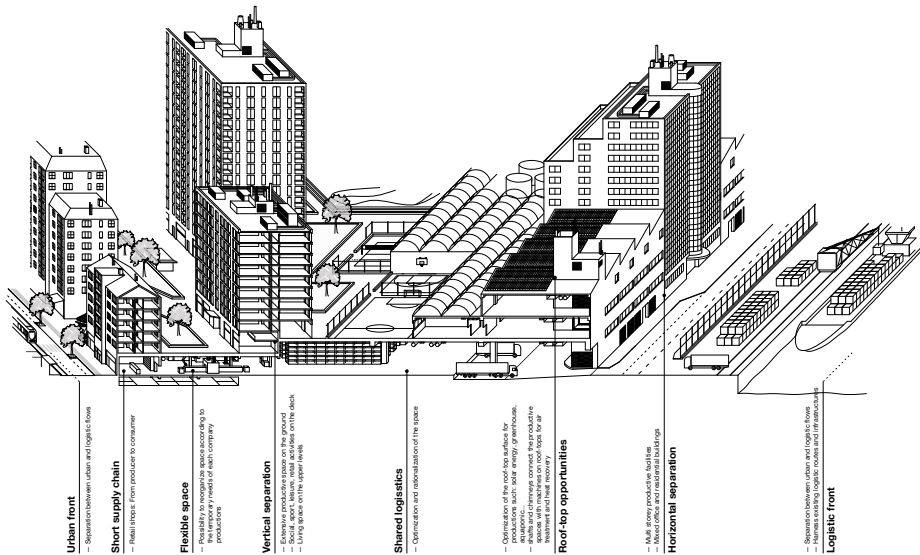 Urban front
— Separation between urban and logistic flows
Short supply chain
— Retail shops: From producer to consumer
Flexible space
— Possibility to reorganize space according to
the temporary needs of each company
productions
Vertical separation
— Extensive productive space on the ground
— Social, sport, leisure, retail activities on the deck
— Living space on the upper levels
Shared logisstics
— Optimization and rationalization of the space
— Optimization of the roof-top surface for
productions such: solar energy, greenhouse,
aquaponic...
— shafts and chimneys connect the productive
spaces with machines on roof-tops for air
treatment and heat recovery
Roof-top opportunities
— Multi storey productive facilities
— Mixed office and residential buildings
Horizontal separation
— Separation between urban and logistic flows
— Harness existing logistic routes and infrastructures
Logistic front